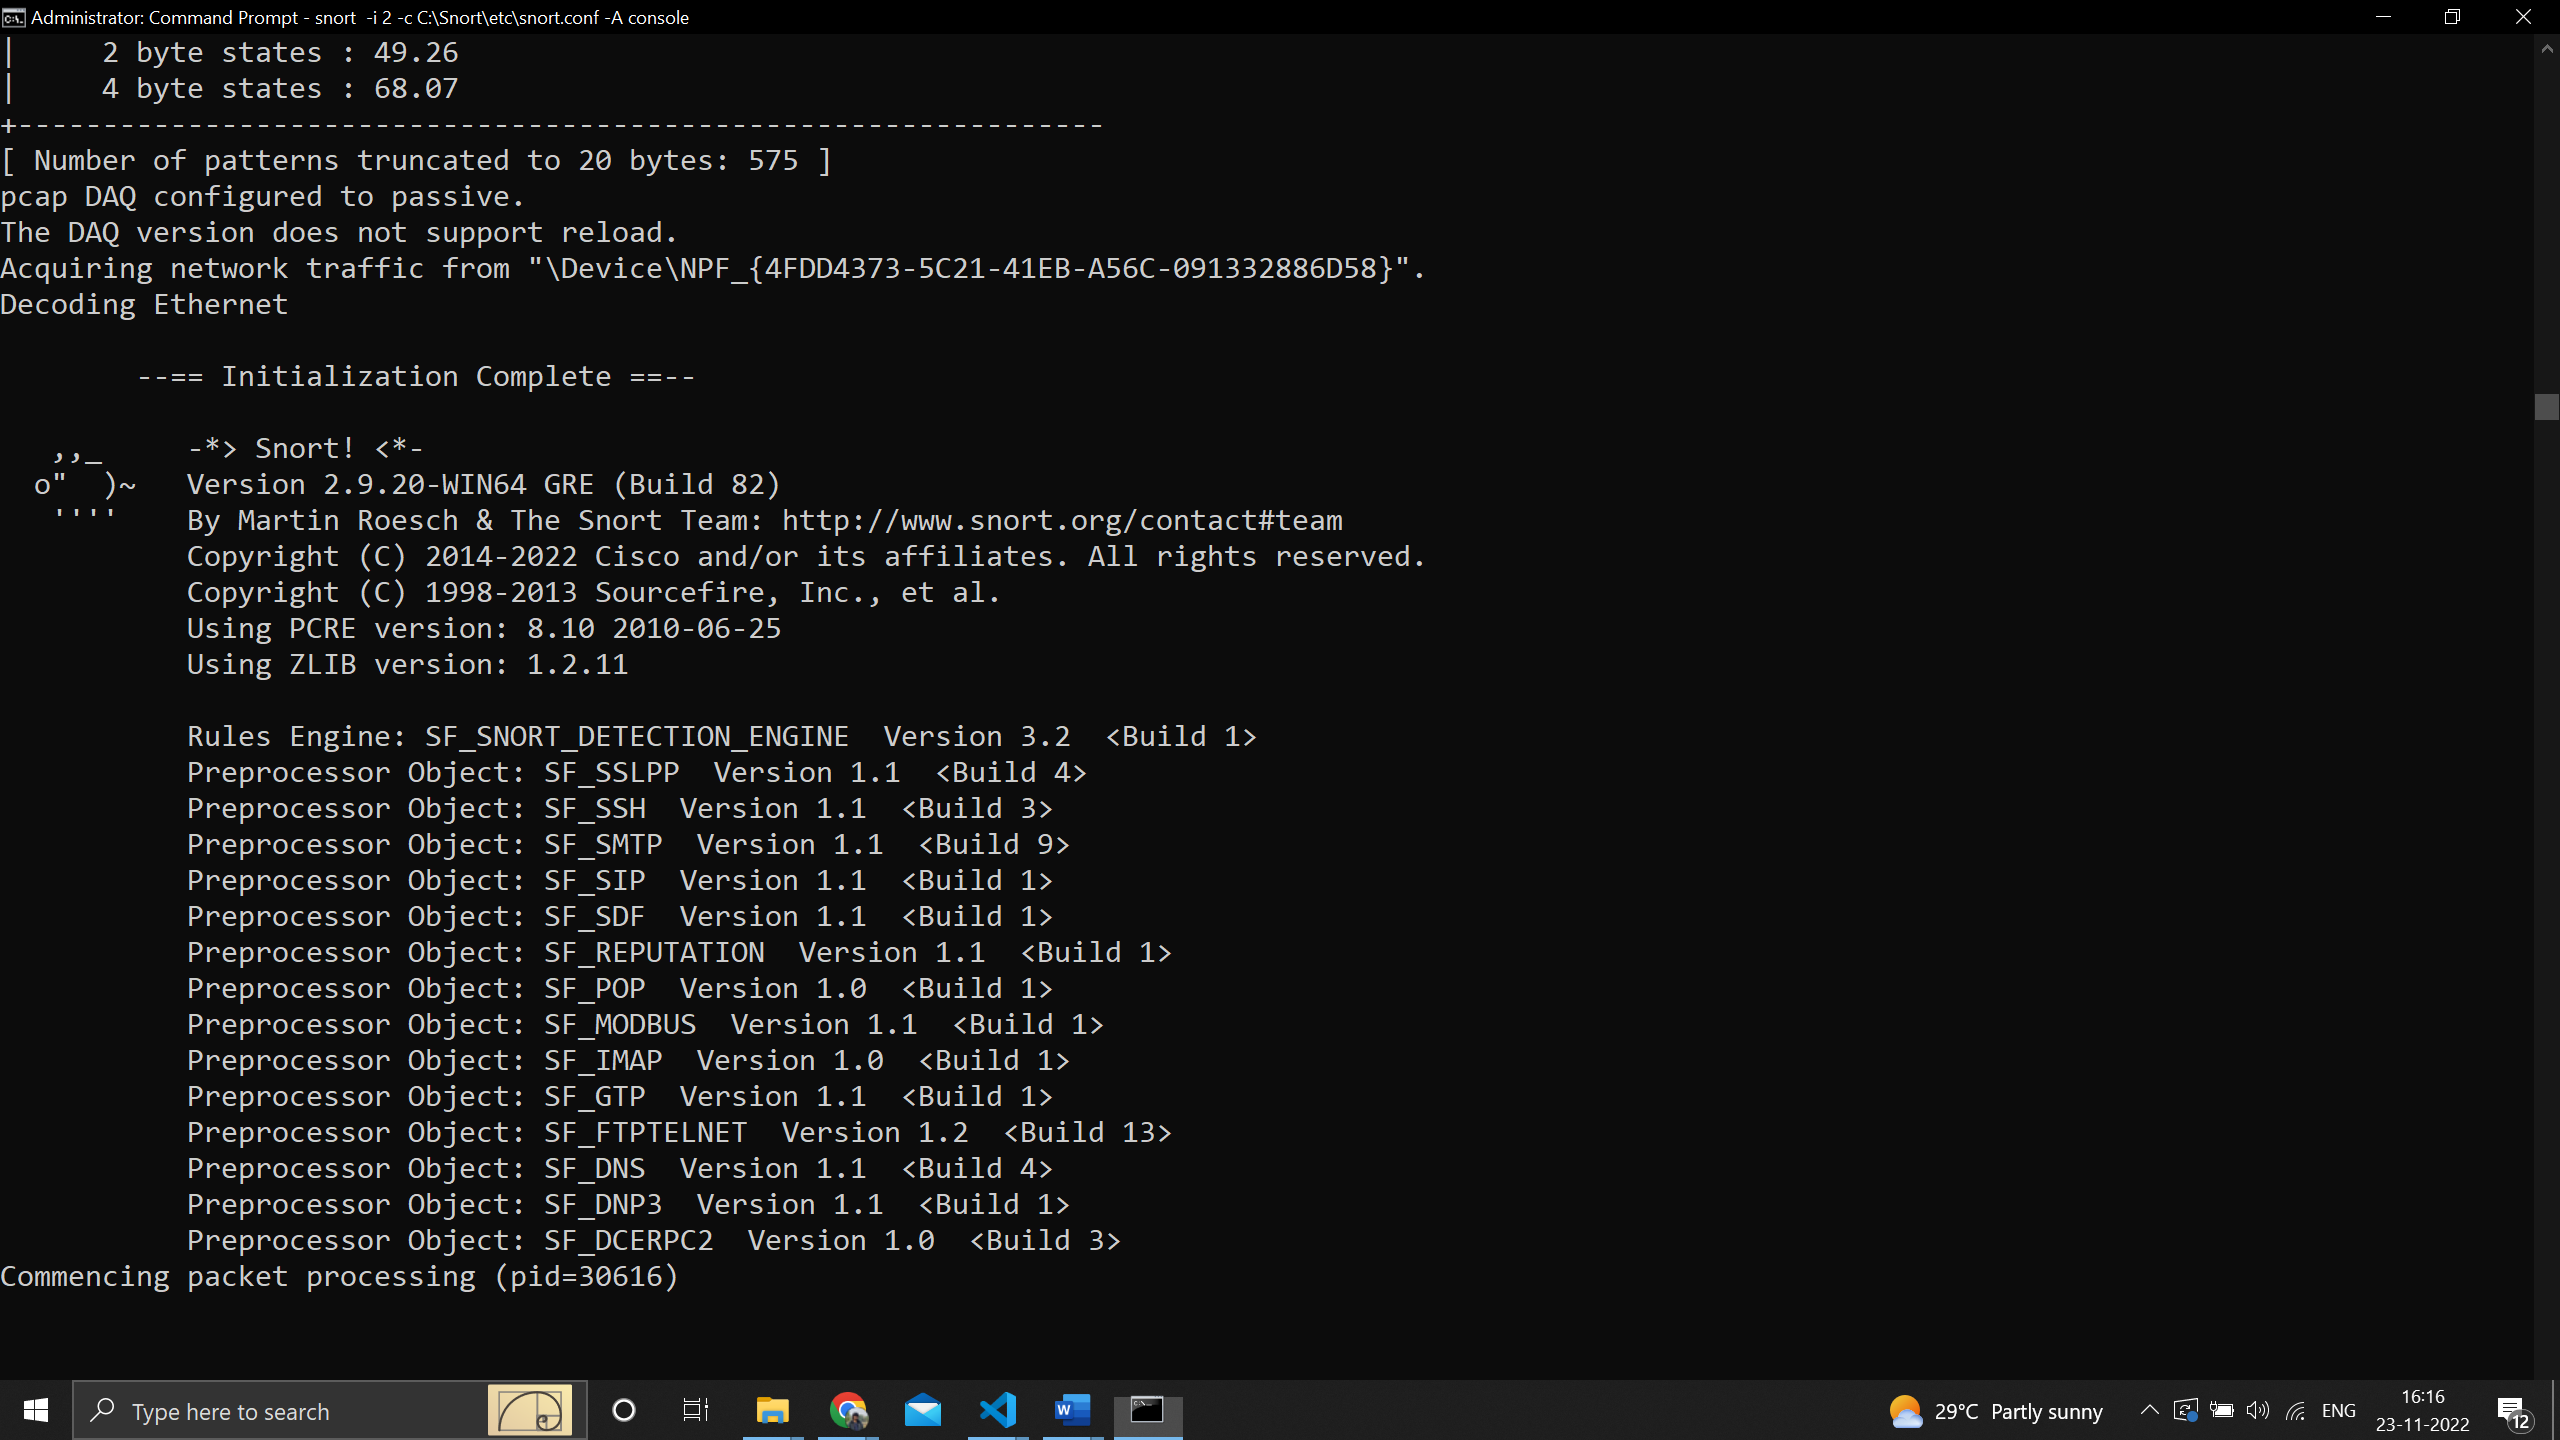 Administrator: Command Prompt - snort  -i 2 -c C:\Snort\etc\snort.conf -A console
|     2 byte states : 49.26
|     4 byte states : 68.07
+----------------------------------------------------------------
[ Number of patterns truncated to 20 bytes: 575 ]
pcap DAQ configured to passive.
The DAQ version does not support reload.
Acquiring network traffic from "\Device\NPF_{4FDD4373-5C21-41EB-A56C-091332886D58}".
Decoding Ethernet
        --== Initialization Complete ==--
   ,,_     -*> Snort! <*-
  o"  )~   Version 2.9.20-WIN64 GRE (Build 82)
   ''''    By Martin Roesch & The Snort Team: http://www.snort.org/contact#team
           Copyright (C) 2014-2022 Cisco and/or its affiliates. All rights reserved.
           Copyright (C) 1998-2013 Sourcefire, Inc., et al.
           Using PCRE version: 8.10 2010-06-25
           Using ZLIB version: 1.2.11
           Rules Engine: SF_SNORT_DETECTION_ENGINE  Version 3.2  <Build 1>
           Preprocessor Object: SF_SSLPP  Version 1.1  <Build 4>
           Preprocessor Object: SF_SSH  Version 1.1  <Build 3>
           Preprocessor Object: SF_SMTP  Version 1.1  <Build 9>
           Preprocessor Object: SF_SIP  Version 1.1  <Build 1>
           Preprocessor Object: SF_SDF  Version 1.1  <Build 1>
           Preprocessor Object: SF_REPUTATION  Version 1.1  <Build 1>
           Preprocessor Object: SF_POP  Version 1.0  <Build 1>
           Preprocessor Object: SF_MODBUS  Version 1.1  <Build 1>
           Preprocessor Object: SF_IMAP  Version 1.0  <Build 1>
           Preprocessor Object: SF_GTP  Version 1.1  <Build 1>
           Preprocessor Object: SF_FTPTELNET  Version 1.2  <Build 13>
           Preprocessor Object: SF_DNS  Version 1.1  <Build 4>
           Preprocessor Object: SF_DNP3  Version 1.1  <Build 1>
           Preprocessor Object: SF_DCERPC2  Version 1.0  <Build 3>
Commencing packet processing (pid=30616)
Type here to search
29°C  Partly sunny
ENG
16:16
23-11-2022
12